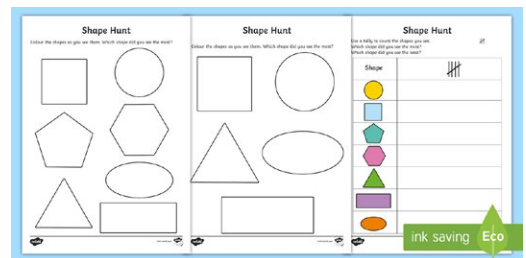 Shape Hunt
Colour the shapes as you see them. Which shape did you see the most?
Shape Hunt
Colour the shapes as you see them. Which shape did you see the most?
Shape Hunt
Use a tally to count the shapes you see.
Which shape did you see the most?
Which shape did you see the least?
Shape
ink saving
Eco